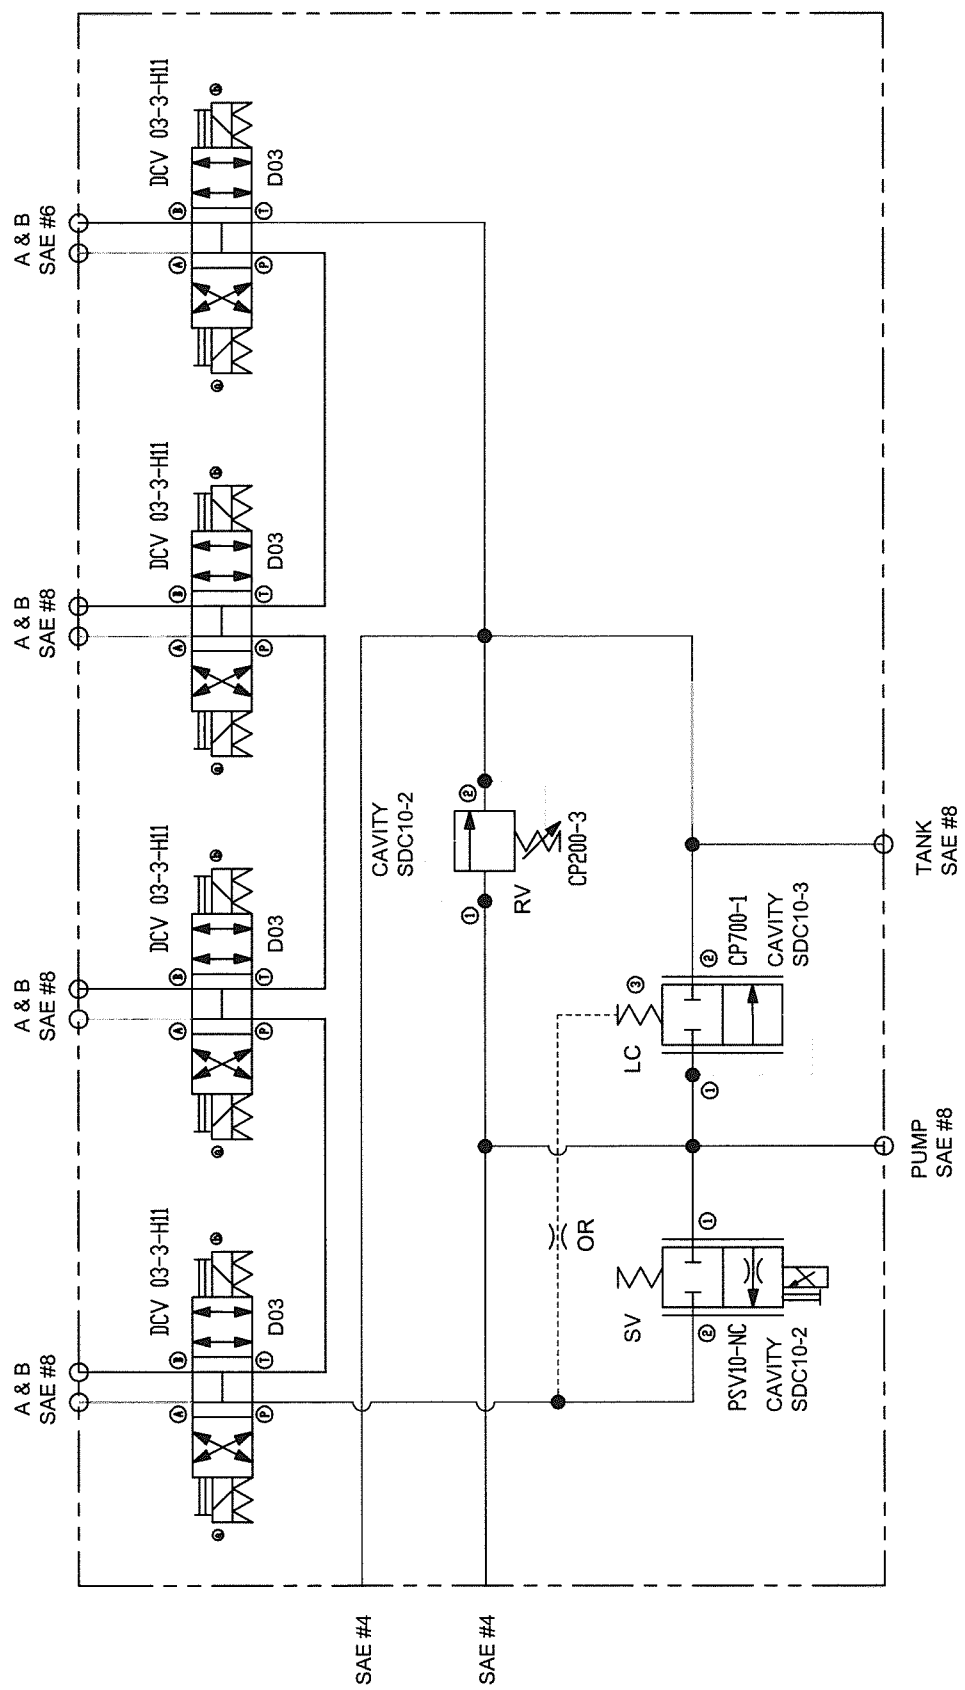 A & B
SAE #8
A & B
SAE #8
A & B
SAE #8
A & B
SAE #6
DCV 03-3-H11
DCV 03-3-H11
DCV 03-3-H11
DCV 03-3-H11
a
A
B
b
a
A
B
b
a
A
B
b
a
A
B
b
P
T
P
T
P
T
P
T
D03
D03
D03
D03
SAE #4
CAVITY
SDC10-2
SAE #4
1
2
RV
CP200-3
OR
SV
LC
3
2
1
1
2
PSV10-NC
CAVITY
SDC10-2
CP700-1
CAVITY
SDC10-3
PUMP
SAE #8
TANK
SAE #8